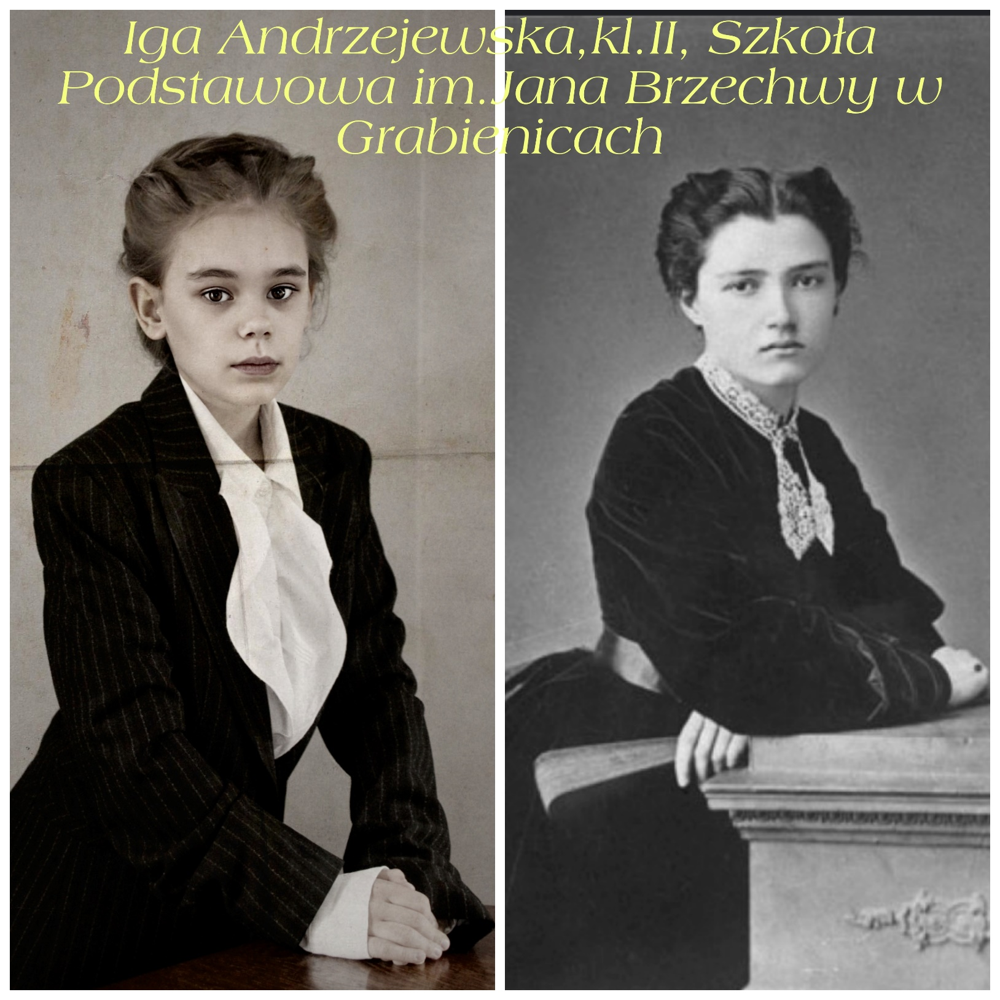 Iga Andrzejewska,kl.II, Szkoła
Podstawowa im.Jana Brzechwy w
Grabienicach